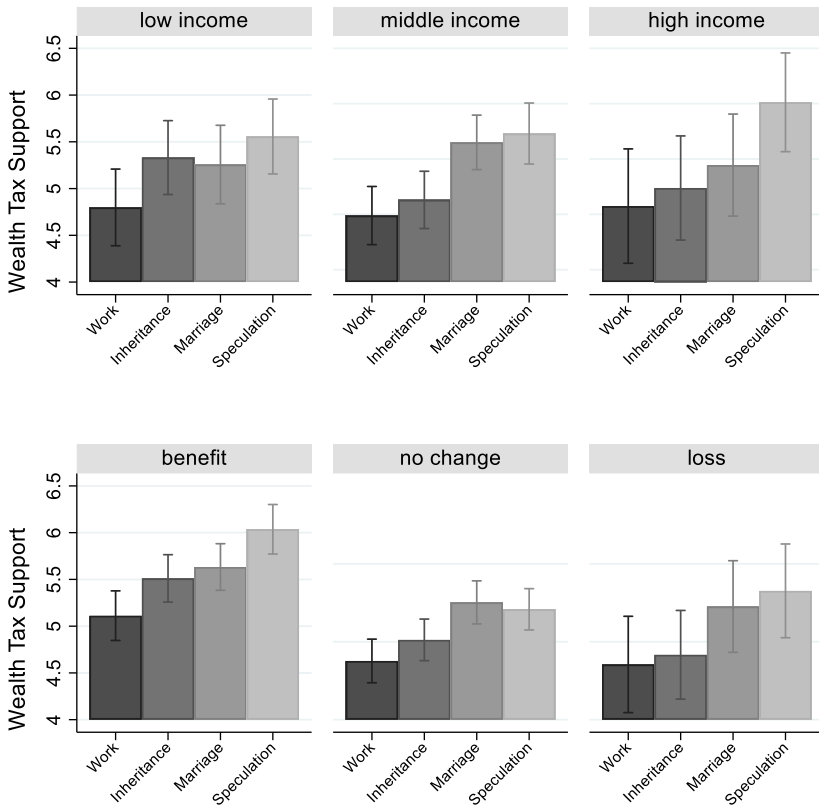 low income
middle income
high income
Wealth Tax Support
6.5
6
5.5
5
4.5
4
Work
Inheritance
Marriage
Speculation
Work
Inheritance
Marriage
Speculation
Work
Inheritance
Marriage
Speculation
benefit
no change
loss
Wealth Tax Support
6.5
6
5.5
5
4.5
4
Work
Inheritance
Marriage
Speculation
Work
Inheritance
Marriage
Speculation
Work
Inheritance
Marriage
Speculation